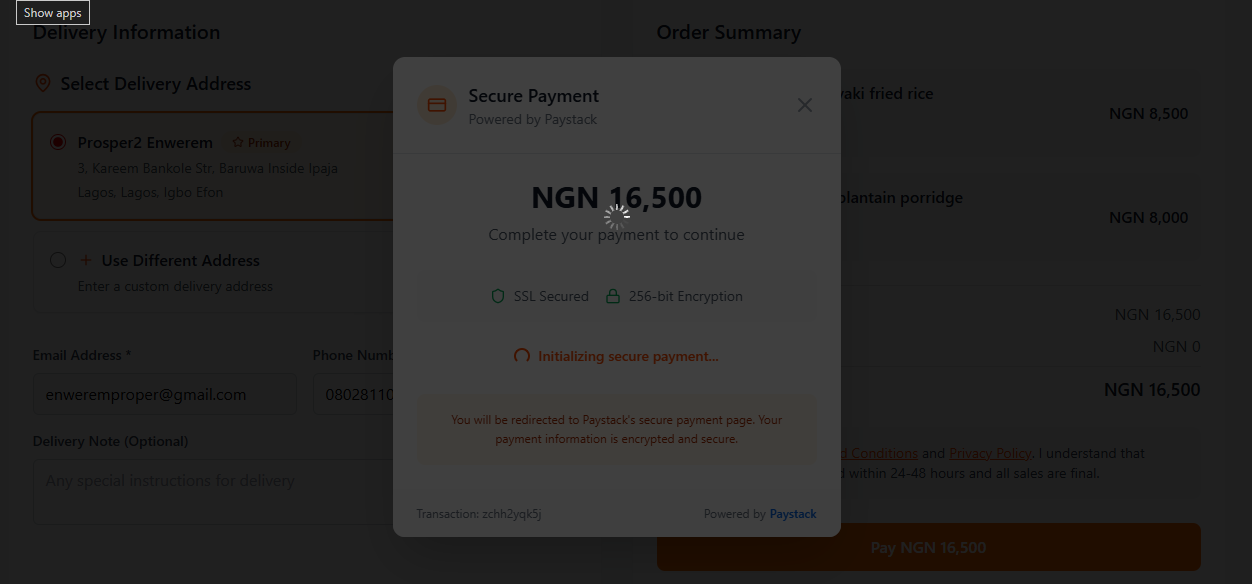 Show apps
Delivery Information
Select Delivery Address
Prosper2 Enwerem
Primary
3, Kareem Bankole Str, Baruwa Inside Ipaja
Lagos, Lagos, Igbo Efon
+ Use Different Address
Enter a custom delivery address
Email Address *
Phone Numb
enweremproper@gmail.com
08028110
Delivery Note (Optional)
Any special instructions for delivery
Secure Payment
Powered by Paystack
NGN 16,500
Complete your payment to continue
SSL Secured
256-bit Encryption
Initializing secure payment...
You will be redirected to Paystack's secure payment page. Your
payment information is encrypted and secure.
Transaction: zchh2yqk5j
Powered by Paystack
Order Summary
yaki fried rice
NGN 8,500
plantain porridge
NGN 8,000
NGN 16,500
NGN 0
NGN 16,500
d Conditions and Privacy Policy. I understand that
d within 24-48 hours and all sales are final.
Pay NGN 16,500